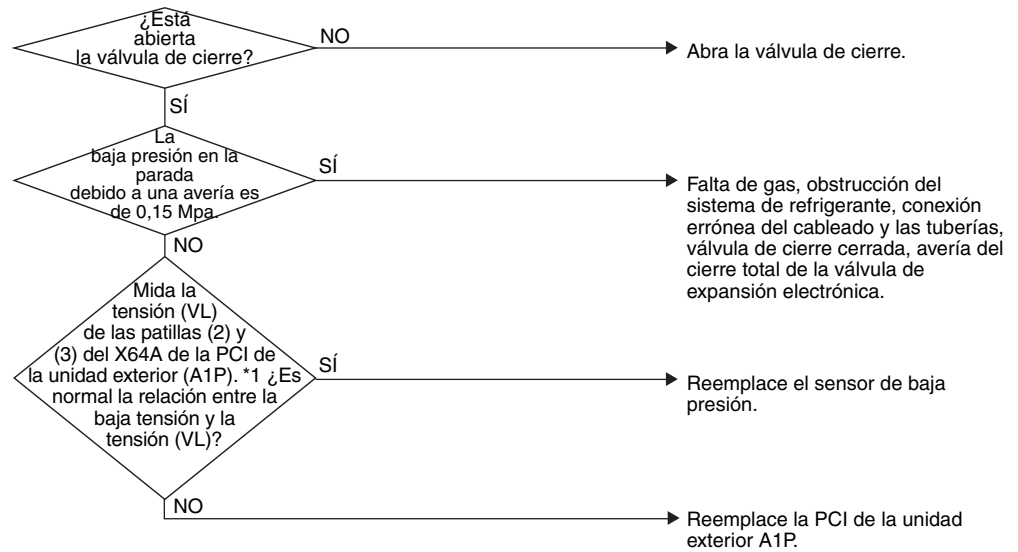 ¿Está
abierta
la válvula de cierre?
NO
Abra la válvula de cierre.
SÍ
La
baja presión en la
parada
debido a una avería es
de 0,15 Mpa.
SÍ
Falta de gas, obstrucción del
sistema de refrigerante, conexión
errónea del cableado y las tuberías,
válvula de cierre cerrada, avería del
cierre total de la válvula de
expansión electrónica.
NO
Mida la
tensión (VL)
de las patillas (2) y
(3) del X64A de la PCI de
la unidad exterior (A1P). *1 ¿Es
normal la relación entre la
baja tensión y la
tensión (VL)?
SÍ
Reemplace el sensor de baja
presión.
NO
Reemplace la PCI de la unidad
exterior A1P.